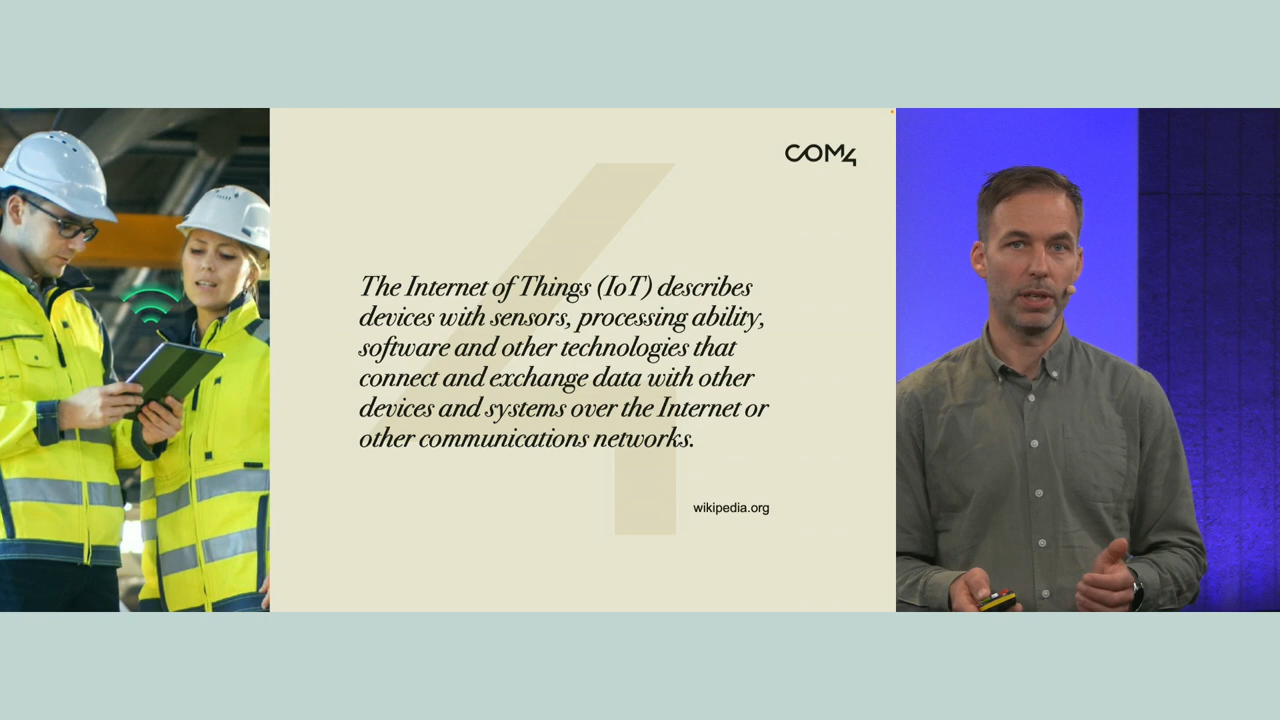 COM4
The Internet of Things (IoT) describes
devices with sensors, processing ability,
software and other technologies that
connect and exchange data with other
devices and systems over the Internet or
other communications networks.
wikipedia.org